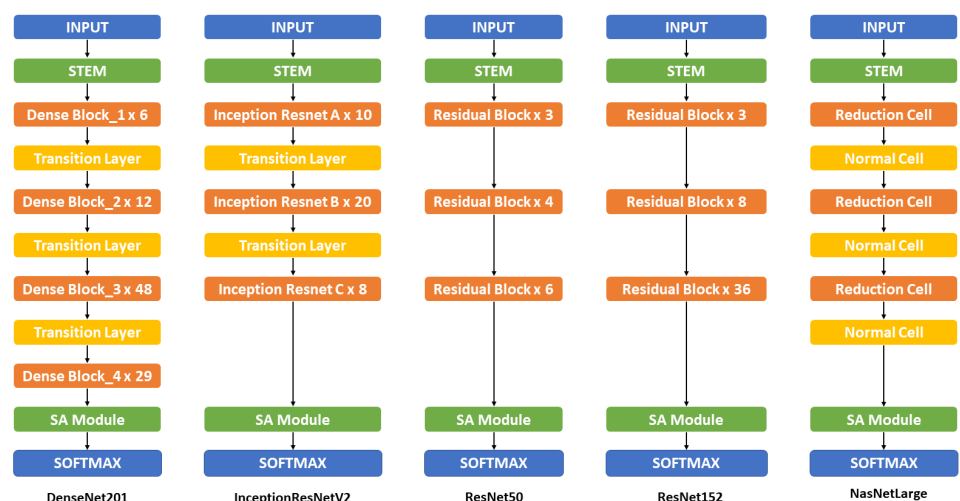 INPUT
STEM
Dense Block_1 x 6
Transition Layer
Dense Block_2 x 12
Transition Layer
Dense Block_3 x 48
Transition Layer
Dense Block_4 x 29
SA Module
SOFTMAX
DenseNet201
INPUT
STEM
Inception Resnet A x 10
Transition Layer
Inception Resnet B x 20
Transition Layer
Inception Resnet C x 8
SA Module
SOFTMAX
InceptionResNetV2
INPUT
STEM
Residual Block x 3
Residual Block x 4
Residual Block x 6
SA Module
SOFTMAX
ResNet50
INPUT
STEM
Residual Block x 3
Residual Block x 8
Residual Block x 36
SA Module
SOFTMAX
ResNet152
INPUT
STEM
Reduction Cell
Normal Cell
Reduction Cell
Normal Cell
Reduction Cell
Normal Cell
SA Module
SOFTMAX
NasNetLarge